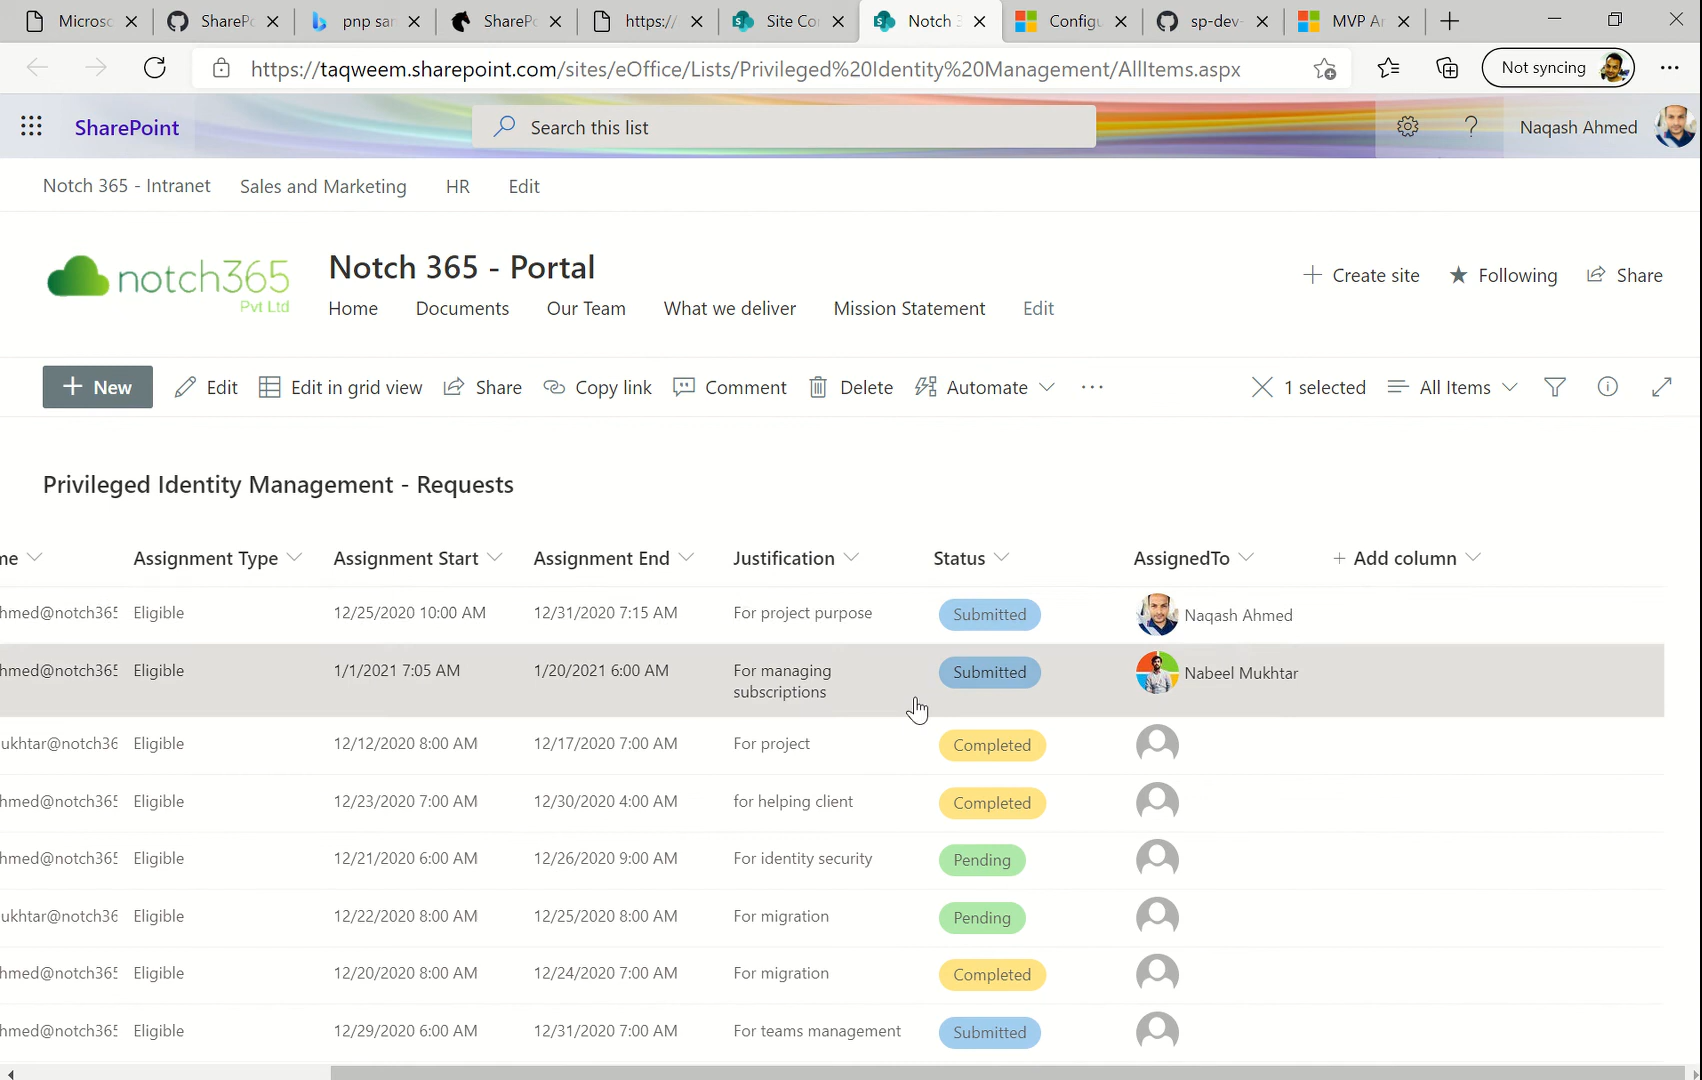 Microsc
SharePo
pnp sar
SharePo
https://
Site Cor
Notch 3
Configu
sp-dev-
MVP Ar
https://taqweem.sharepoint.com/sites/eOffice/Lists/Privileged%20Identity%20Management/AllItems.aspx
Not syncing
SharePoint
Search this list
Naqash Ahmed
Notch 365 - Intranet Sales and Marketing HR Edit
notch365
Pvt Ltd
Notch 365 - Portal
Home Documents Our Team What we deliver Mission Statement Edit
Create site Following Share
New Edit Edit in grid view Share Copy link Comment Delete Automate 1 selected All Items
Privileged Identity Management - Requests
me Assignment Type Assignment Start Assignment End Justification Status AssignedTo + Add column
hmed@notch365 Eligible 12/25/2020 10:00 AM 12/31/2020 7:15 AM For project purpose Submitted Naqash Ahmed
hmed@notch365 Eligible 1/1/2021 7:05 AM 1/20/2021 6:00 AM For managing Submitted Nabeel Mukhtar
subscriptions
ukhtar@notch36 Eligible 12/12/2020 8:00 AM 12/17/2020 7:00 AM For project Completed
hmed@notch365 Eligible 12/23/2020 7:00 AM 12/30/2020 4:00 AM for helping client Completed
hmed@notch365 Eligible 12/21/2020 6:00 AM 12/26/2020 9:00 AM For identity security Pending
ukhtar@notch36 Eligible 12/22/2020 8:00 AM 12/25/2020 8:00 AM For migration Pending
hmed@notch365 Eligible 12/20/2020 8:00 AM 12/24/2020 7:00 AM For migration Completed
hmed@notch365 Eligible 12/29/2020 6:00 AM 12/31/2020 7:00 AM For teams management Submitted